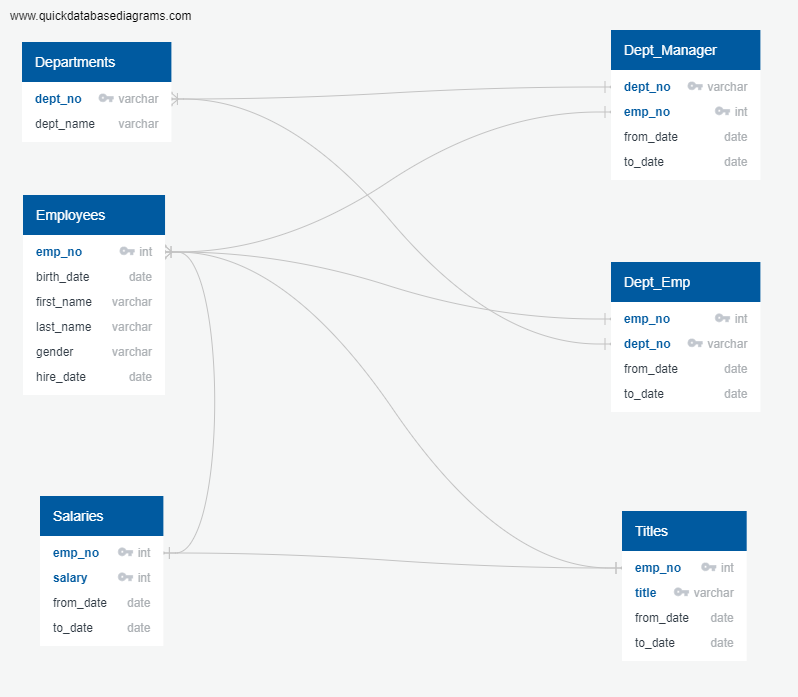 www.quickdatabasediagrams.com
Departments
dept_no varchar
dept_name varchar
Employees
emp_no int
birth_date date
first_name varchar
last_name varchar
gender varchar
hire_date date
Salaries
emp_no int
salary int
from_date date
to_date date
Dept_Manager
dept_no varchar
emp_no int
from_date date
to_date date
Dept_Emp
emp_no int
dept_no varchar
from_date date
to_date date
Titles
emp_no int
title varchar
from_date date
to_date date